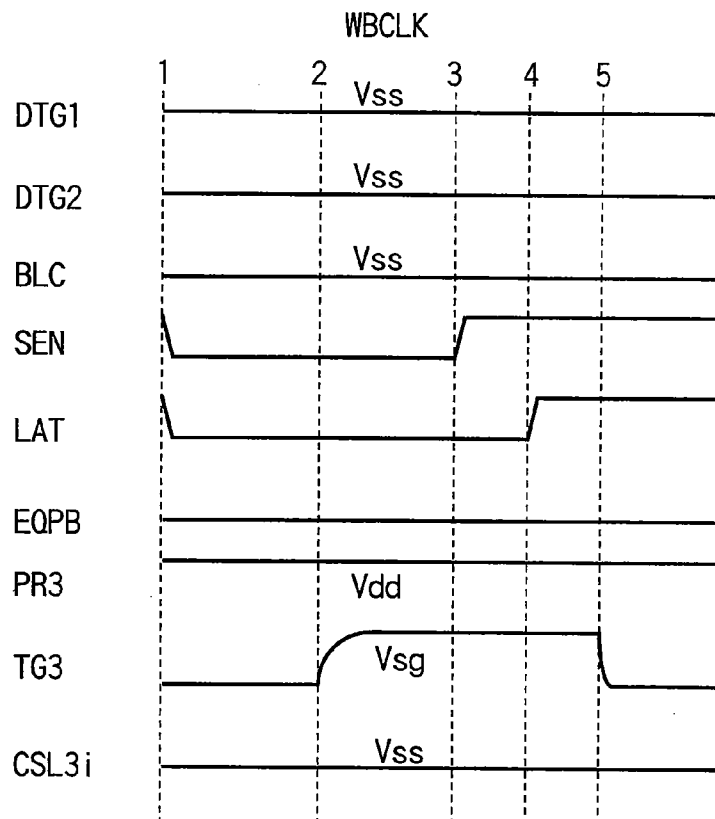 WBCLK
1 2 3 4 5
DTG1 Vss
DTG2 Vss
BLC Vss
SEN
LAT
EQPB
PR3 Vdd
TG3 Vsg
CSL3i Vss